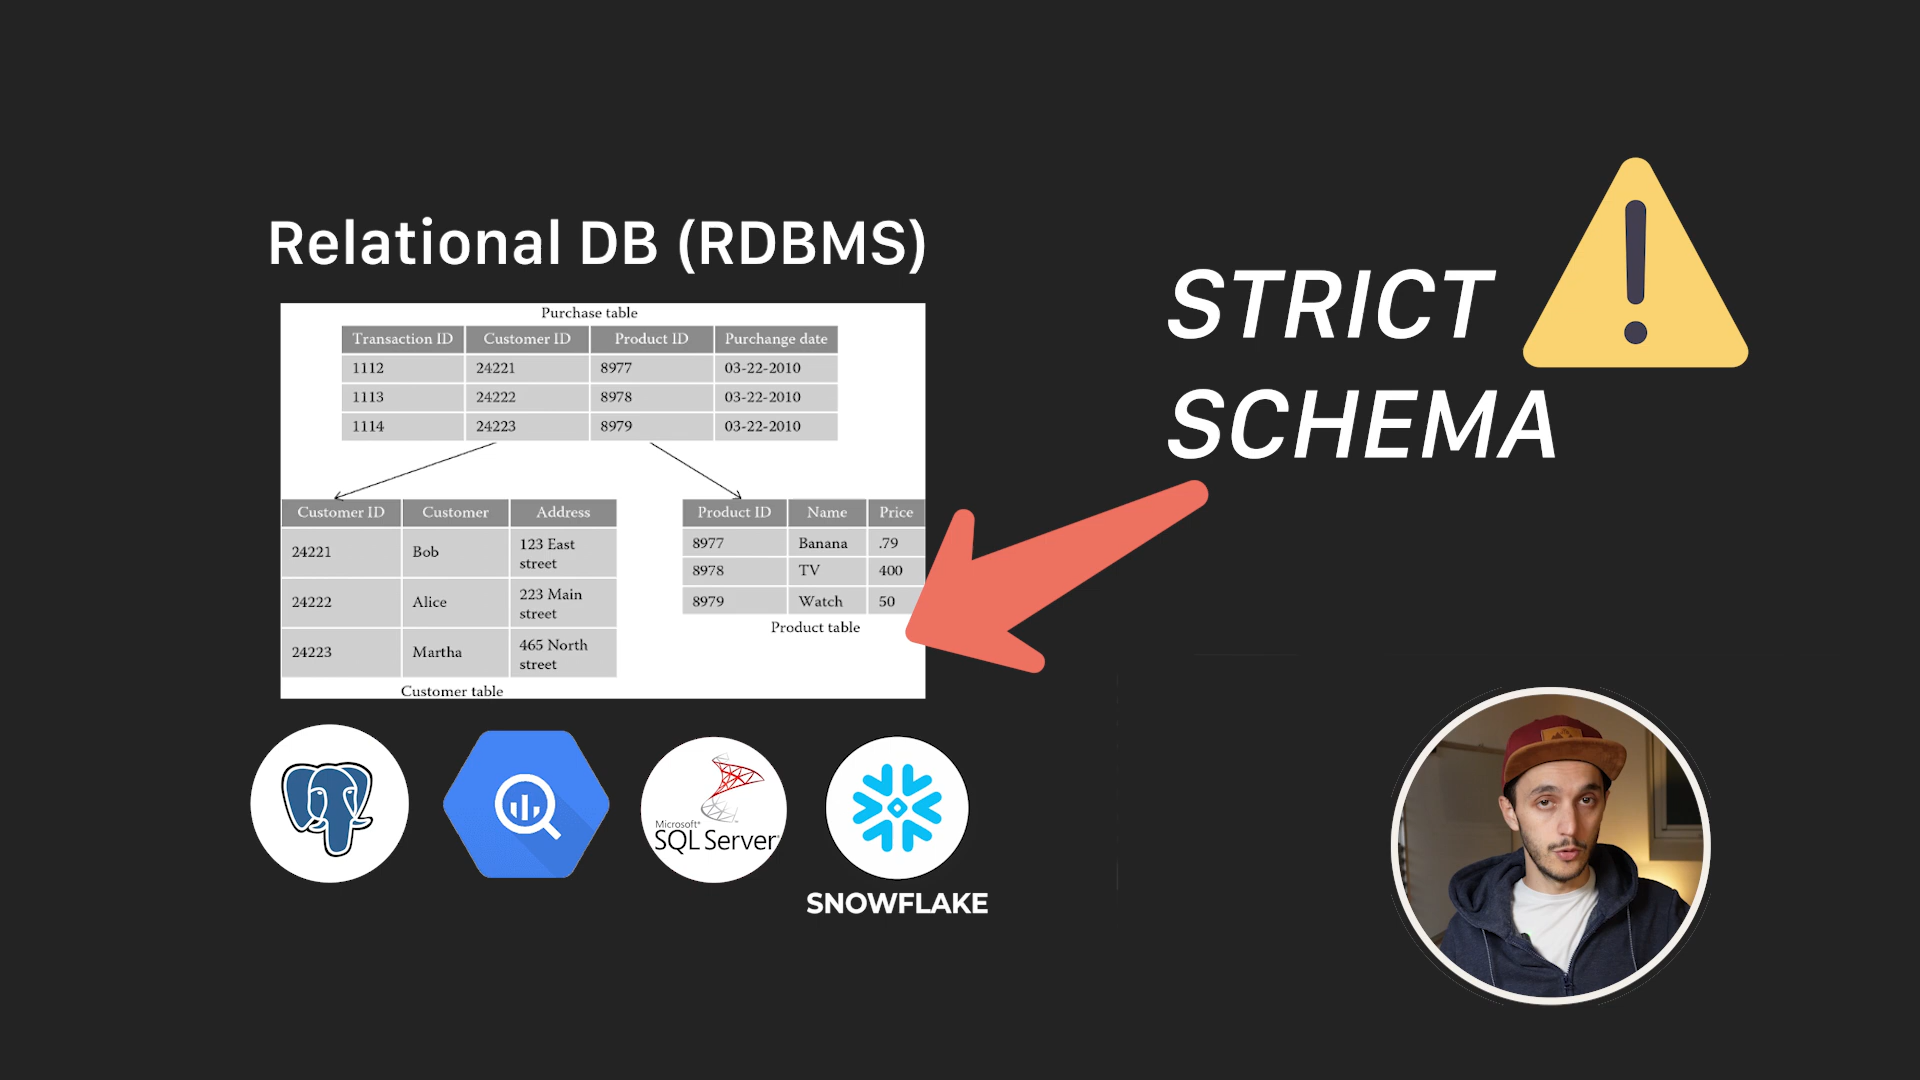 Relational DB (RDBMS)
STRICT
SCHEMA
Purchase table
Transaction ID Customer ID Product ID Purchange date
1112 24221 8977 03-22-2010
1113 24222 8978 03-22-2010
1114 24223 8979 03-22-2010
Customer ID Customer Address
24221 Bob 123 East
street
24222 Alice 223 Main
street
24223 Martha 465 North
street
Customer table
Product ID Name Price
8977 Banana .79
8978 TV 400
8979 Watch 50
Product table
Microsoft®
SQL Server®
SNOWFLAKE